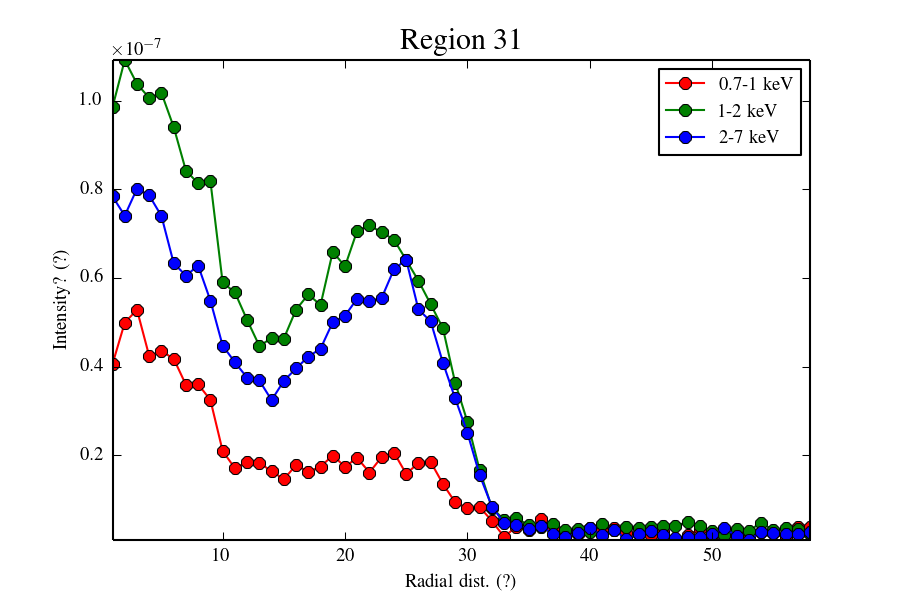 Region 31
×10⁻⁷
1.0
0.8
0.6
0.4
0.2
Intensity? (?)
0.7-1 keV
1-2 keV
2-7 keV
10 20 30 40 50
Radial dist. (?)